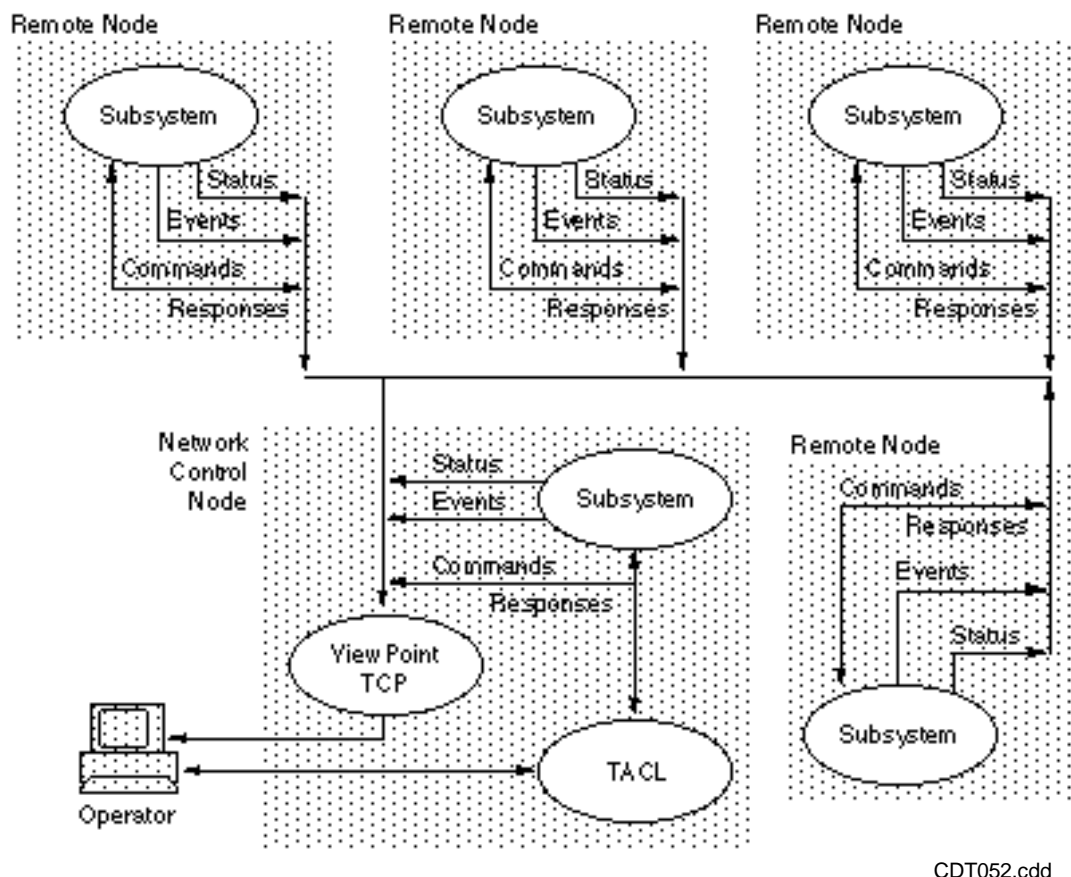 Remote Node
Remote Node
Remote Node
Subsystem
Subsystem
Subsystem
Status
Events
Commands
Responses
Status
Events
Commands
Responses
Status
Events
Commands
Responses
Network
Control
Node
Status
Events
Subsystem
Commands
Responses
View Point
TCP
TACL
Operator
Remote Node
Commands
Responses
Events
Status
Subsystem
CDT052.cdd